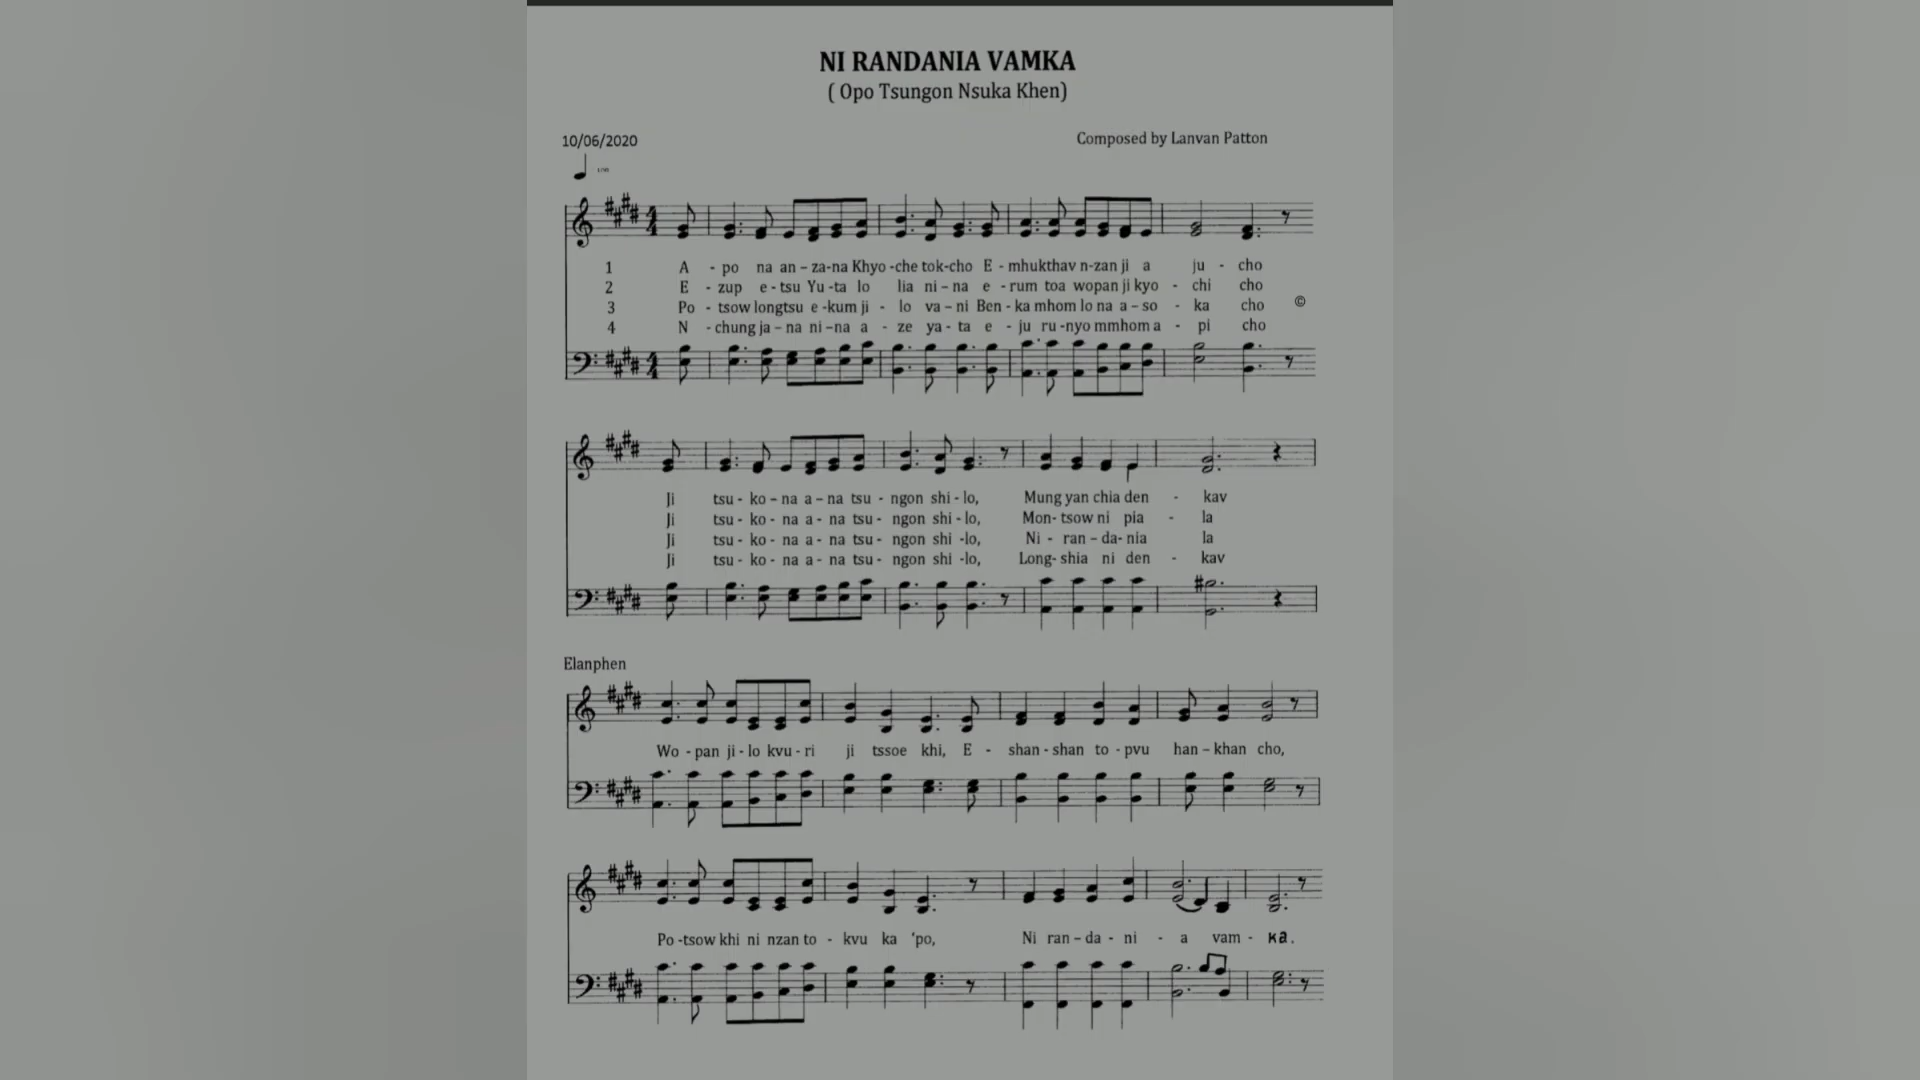 NI RANDANIA VAMKA
( Opo Tsungon Nsuka Khen)
10/06/2020
Composed by Lanvan Patton
1 A - po na an – za-na Khyo -che tok-cho E - mhukthav n-zan ji a ju - cho
2 E - zup e - tsu Yu -ta lo lia ni – na e - rum toa wopan ji kyo - chi cho
3 Po - tsow longtsu e -kum ji - lo va – ni Ben - ka mhom lo na a – so - ka cho ©
4 N - chung ja – na ni –na a - ze ya - ta e - ju ru -nyo mmhom a - pi cho
Ji tsu - ko – na a – na tsu - ngon shi - lo, Mung yan chia den - kav
Ji tsu - ko - na a - na tsu - ngon shi - lo, Mon- tsow ni pia - la
Ji tsu - ko - na a - na tsu - ngon shi -lo, Ni - ran – da- nia la
Ji tsu - ko - na a - na tsu - ngon shi -lo, Long- shia ni den - kav
Elanphen
Wo - pan ji - lo kvu - ri ji tssoe khi, E - shan - shan to - pvu han – khan cho,
Po -tsow khi ni nzan to - kvu ka 'po, Ni ran – da - ni - a vam - ka.